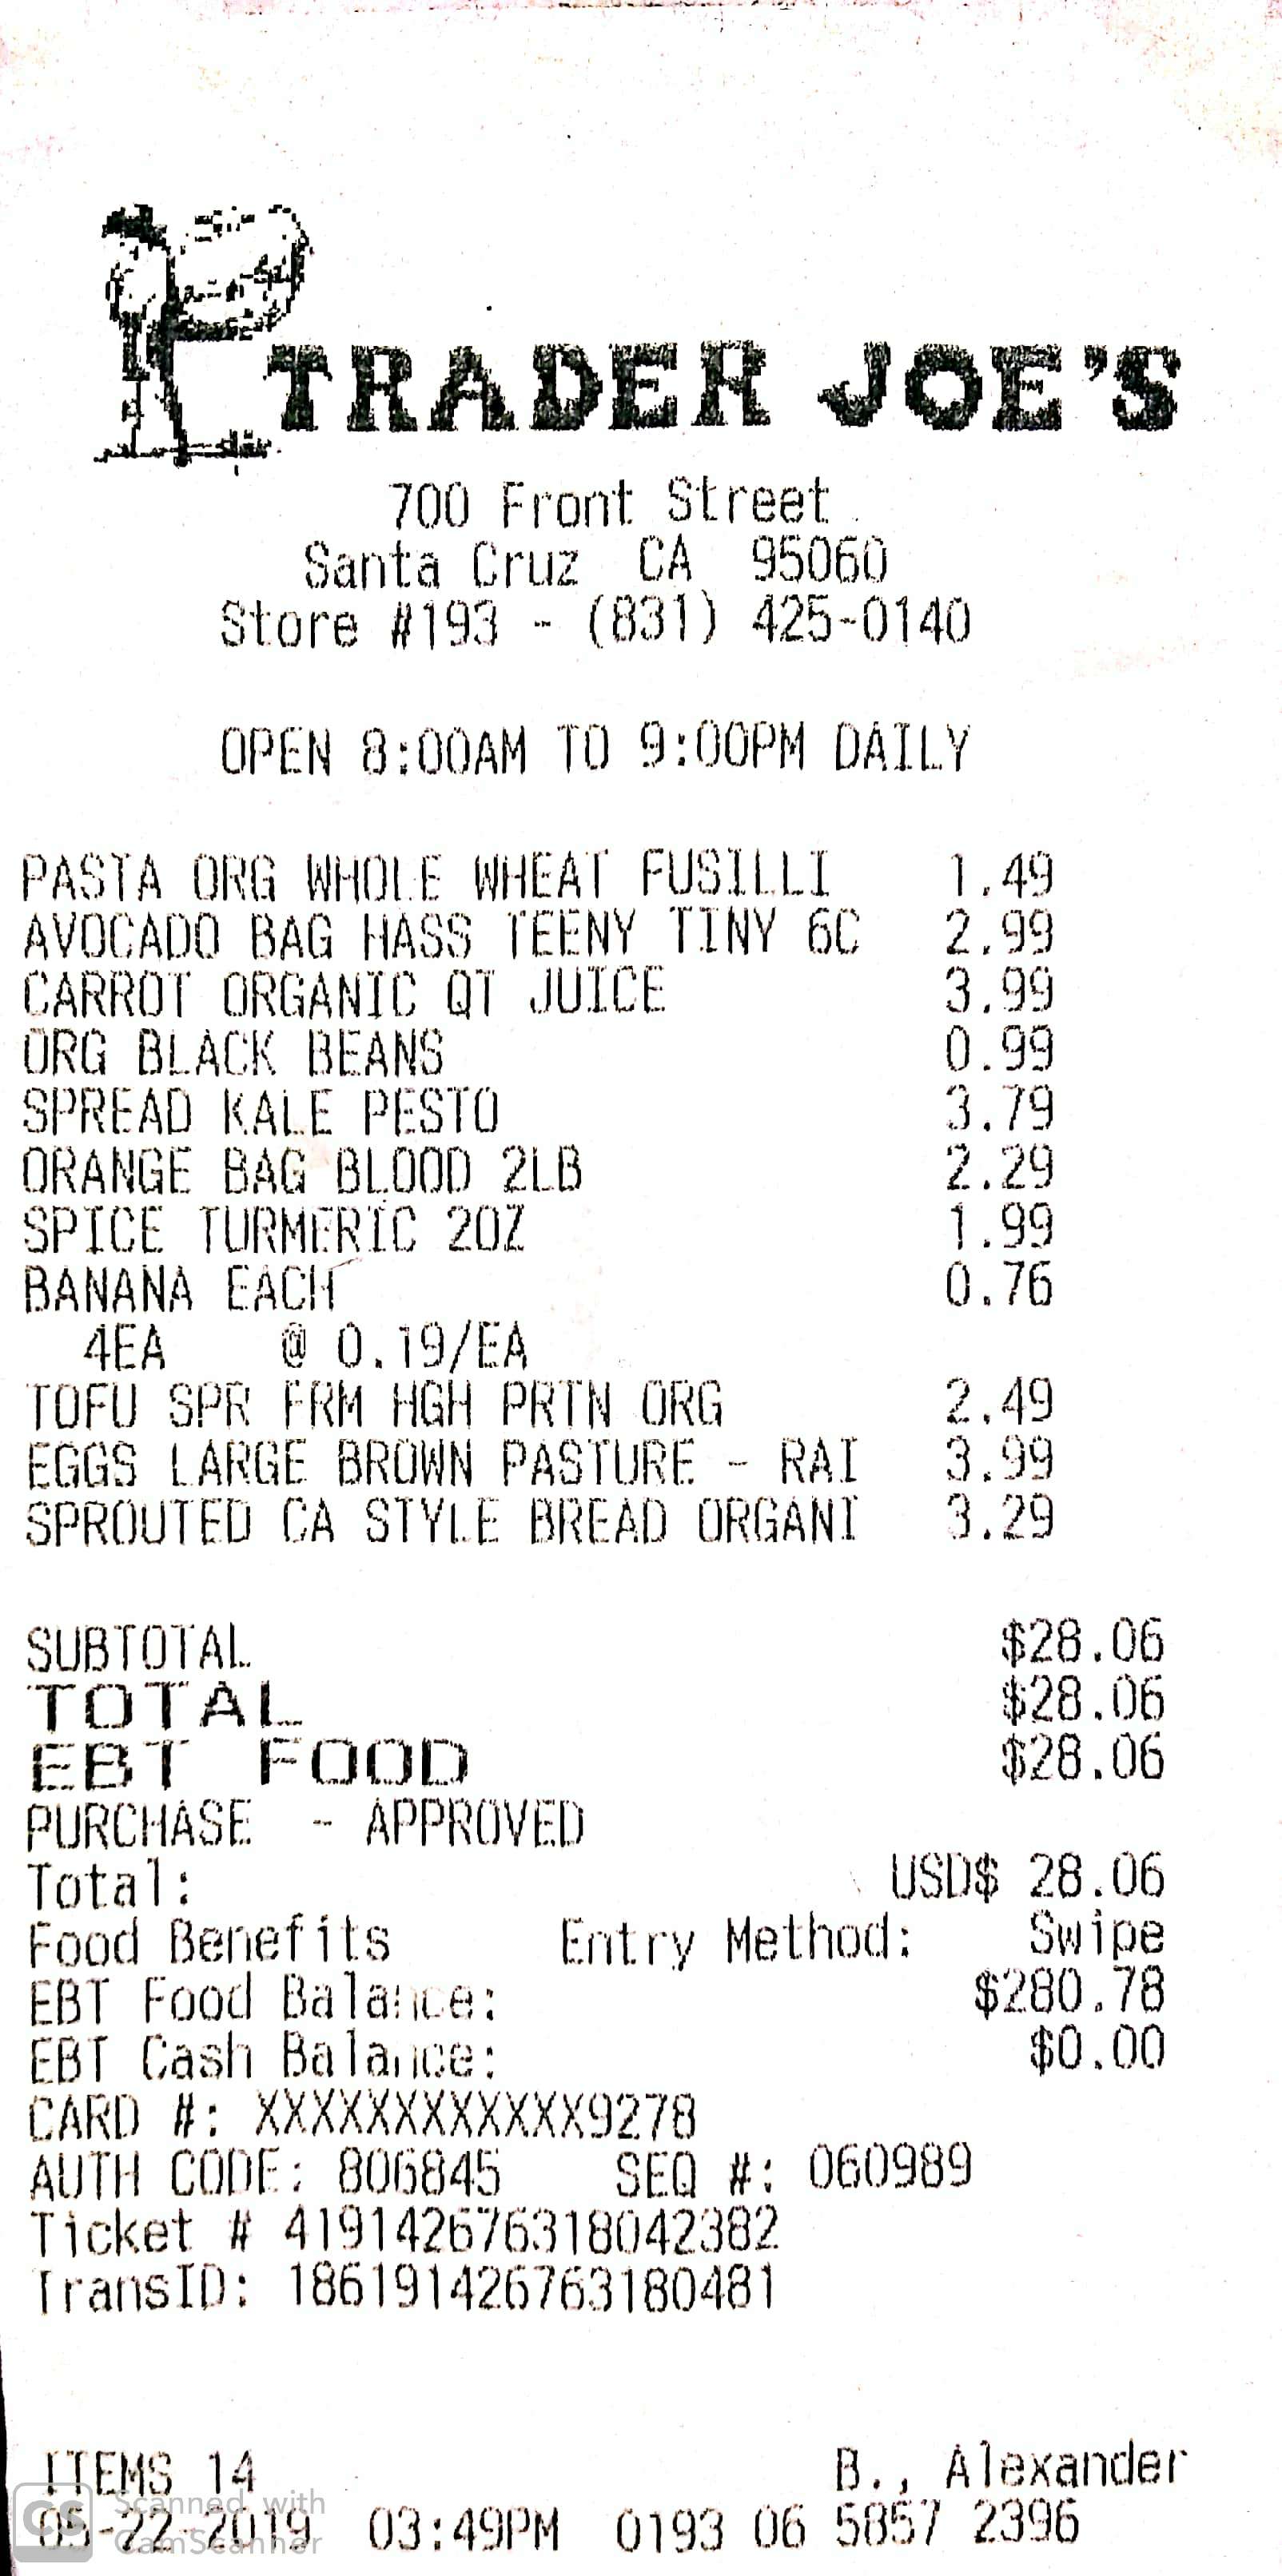 TRADER JOE'S
700 Front Street
Santa Cruz CA 95060
Store #193 - (831) 425-0140
OPEN 8:00AM TO 9:00PM DAILY
PASTA ORG WHOLE WHEAT FUSILLI 1.49
AVOCADO BAG HASS TEENY TINY 6C 2.99
CARROT ORGANIC QT JUICE 3.99
ORG BLACK BEANS 0.99
SPREAD KALE PESTO 3.79
ORANGE BAG BLOOD 2LB 2.29
SPICE TURMERIC 2OZ 1.99
BANANA EACH 0.76
4EA @ 0.19/EA
TOFU SPR FRM HGH PRTN ORG 2.49
EGGS LARGE BROWN PASTURE - RAI 3.99
SPROUTED CA STYLE BREAD ORGANI 3.29
SUBTOTAL $28.06
TOTAL $28.06
EBT FOOD $28.06
PURCHASE - APPROVED
Total: USD$ 28.06
Food Benefits Entry Method: Swipe
EBT Food Balance: $280.78
EBT Cash Balance: $0.00
CARD #: XXXXXXXXXXXX9278
AUTH CODE: 806845 SEQ #: 060989
Ticket # 419142676318042382
TransID: 186191426763180481
ITEMS 14 B., Alexander
05-22-2019 03:49PM 0193 06 5857 2396
CS Scanned with
CamScanner